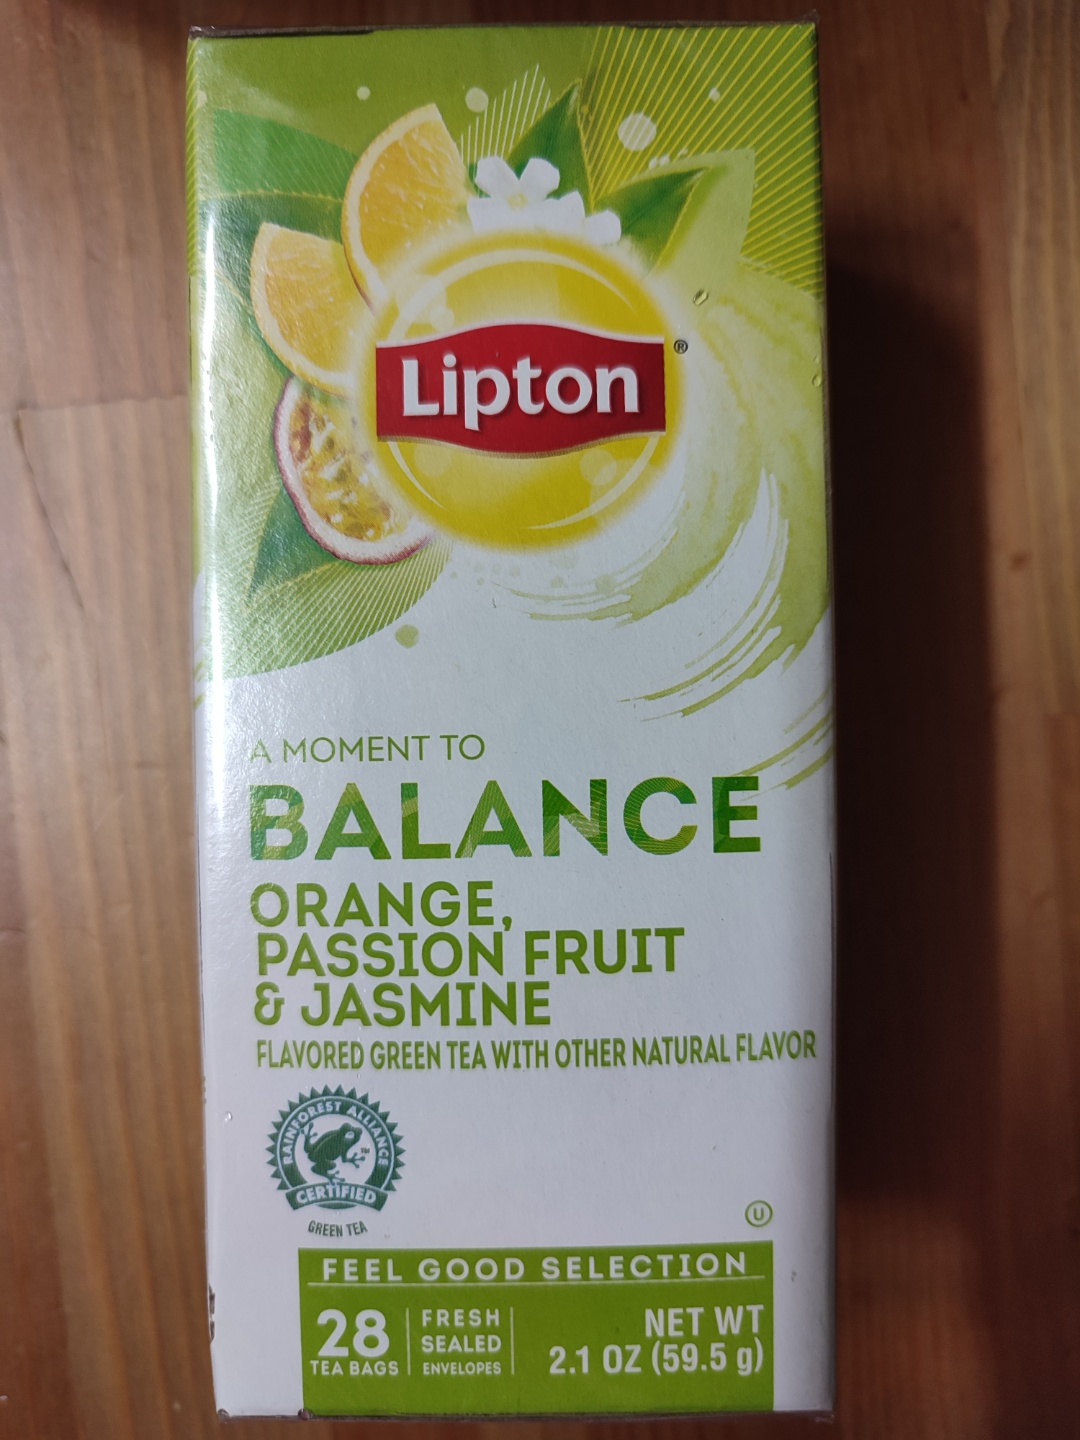 Lipton ®
A MOMENT TO
BALANCE
ORANGE,
PASSION FRUIT
& JASMINE
FLAVORED GREEN TEA WITH OTHER NATURAL FLAVOR
RAINFOREST ALLIANCE
TM
CERTIFIED
GREEN TEA
U
FEEL GOOD SELECTION
28
TEA BAGS
FRESH
SEALED
ENVELOPES
NET WT
2.1 OZ (59.5 g)